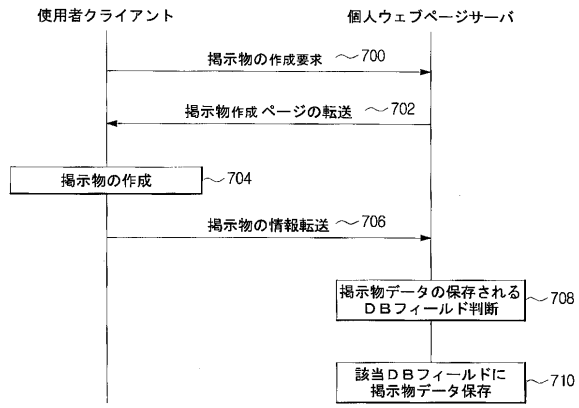 使用者クライアント
個人ウェブページサーバ
掲示物の作成要求 700
掲示物作成 ページの転送 702
掲示物の作成 704
掲示物の情報転送 706
掲示物データの保存される
DBフィールド判断
708
該当DBフィールドに
掲示物データ保存
710